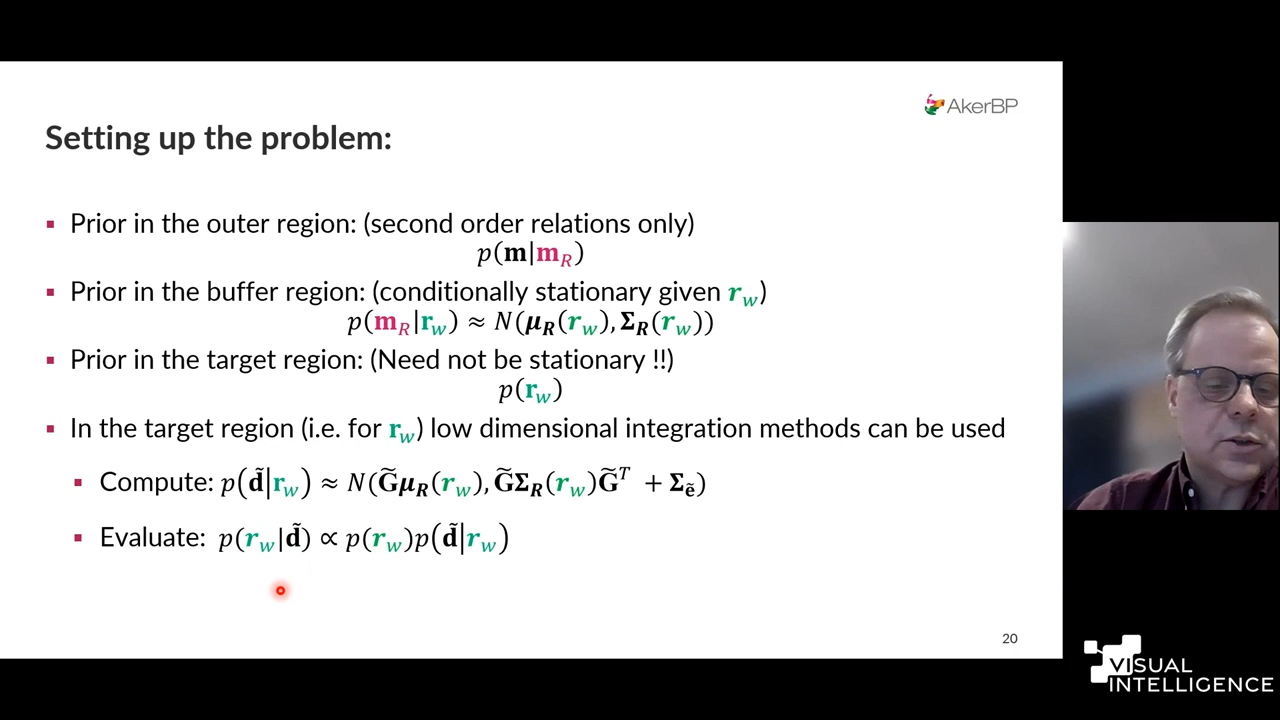 AkerBP
Setting up the problem:
▪ Prior in the outer region: (second order relations only)
p(m|m_R)
▪ Prior in the buffer region: (conditionally stationary given r_w)
p(m_R|r_w) ≈ N(μ_R(r_w), Σ_R(r_w))
▪ Prior in the target region: (Need not be stationary !!)
p(r_w)
▪ In the target region (i.e. for r_w) low dimensional integration methods can be used
▪ Compute: p(d̃|r_w) ≈ N(G̃μ_R(r_w), G̃Σ_R(r_w)G̃^T + Σ_ẽ)
▪ Evaluate: p(r_w|d̃) ∝ p(r_w)p(d̃|r_w)
20
VISUAL
INTELLIGENCE